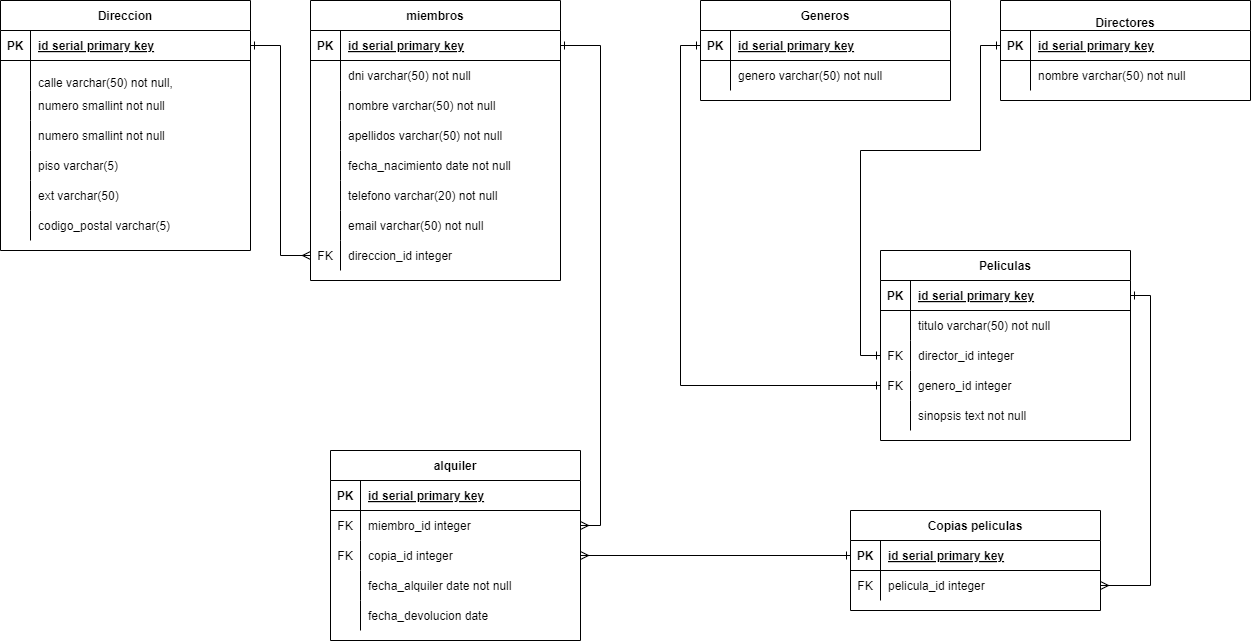 Direccion
PK id serial primary key
calle varchar(50) not null,
numero smallint not null
numero smallint not null
piso varchar(5)
ext varchar(50)
codigo_postal varchar(5)
miembros
PK id serial primary key
dni varchar(50) not null
nombre varchar(50) not null
apellidos varchar(50) not null
fecha_nacimiento date not null
telefono varchar(20) not null
email varchar(50) not null
FK direccion_id integer
Generos
PK id serial primary key
genero varchar(50) not null
Directores
PK id serial primary key
nombre varchar(50) not null
Peliculas
PK id serial primary key
titulo varchar(50) not null
FK director_id integer
FK genero_id integer
sinopsis text not null
alquiler
PK id serial primary key
FK miembro_id integer
FK copia_id integer
fecha_alquiler date not null
fecha_devolucion date
Copias peliculas
PK id serial primary key
FK pelicula_id integer